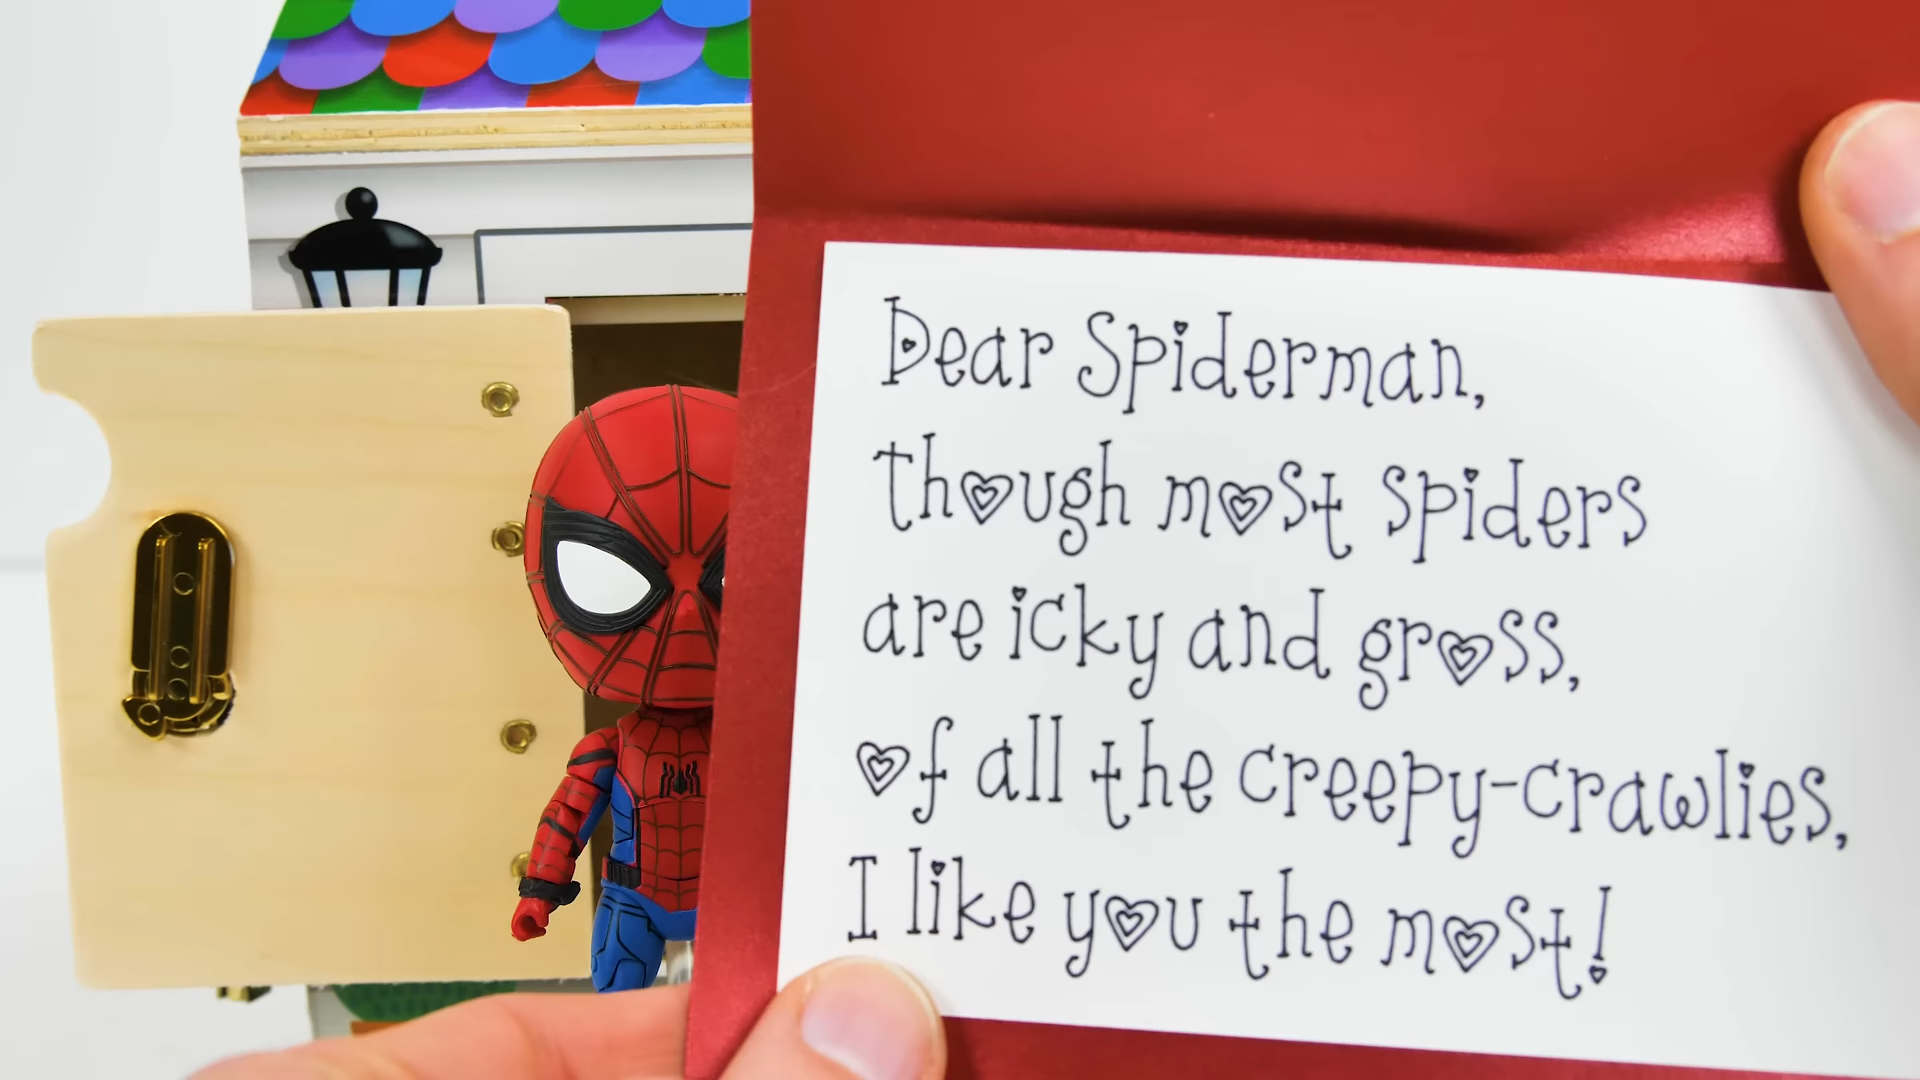 Dear Spiderman,
though most spiders
are icky and gross,
of all the creepy-crawlies,
I like you the most!